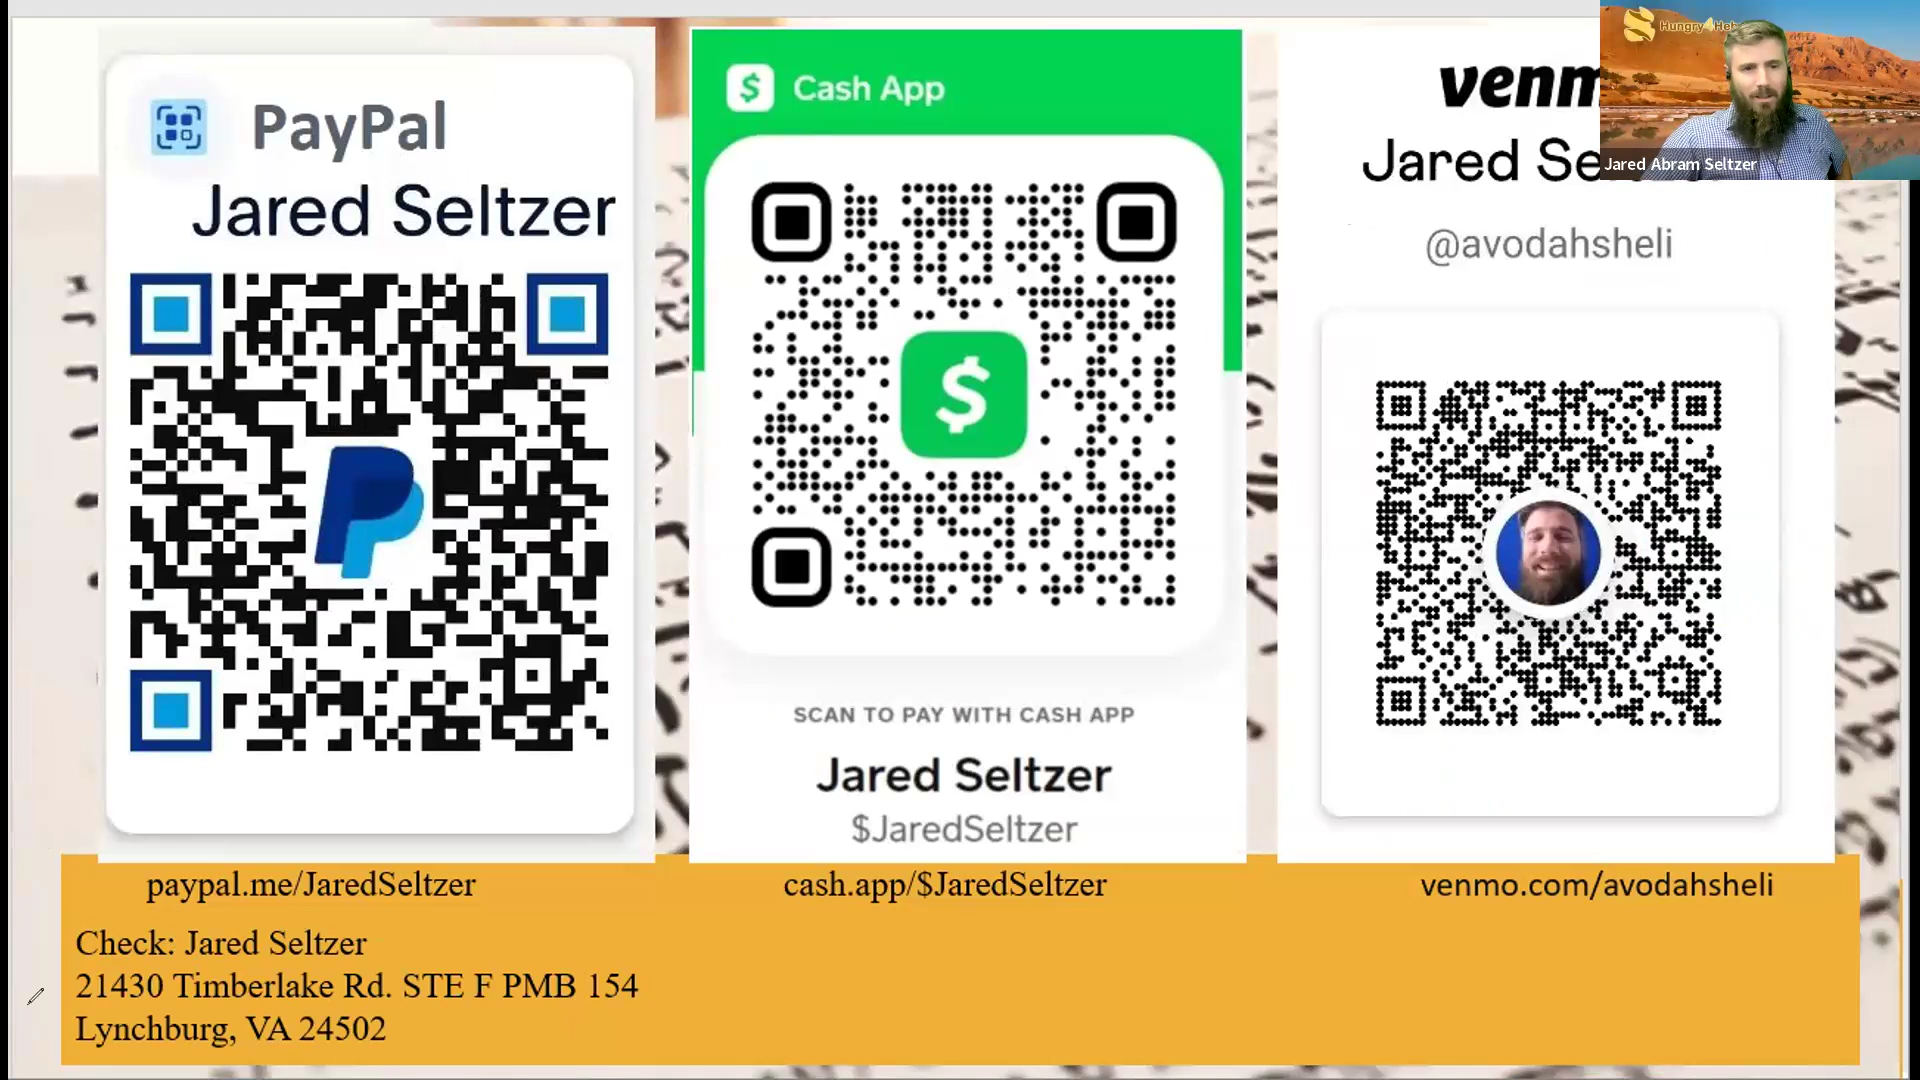 PayPal
Jared Seltzer
Cash App
SCAN TO PAY WITH CASH APP
Jared Seltzer
$JaredSeltzer
Jared
@avodahsheli
Jared Abram Seltzer
paypal.me/JaredSeltzer
cash.app/$JaredSeltzer
venmo.com/avodahsheli
Check: Jared Seltzer
21430 Timberlake Rd. STE F PMB 154
Lynchburg, VA 24502